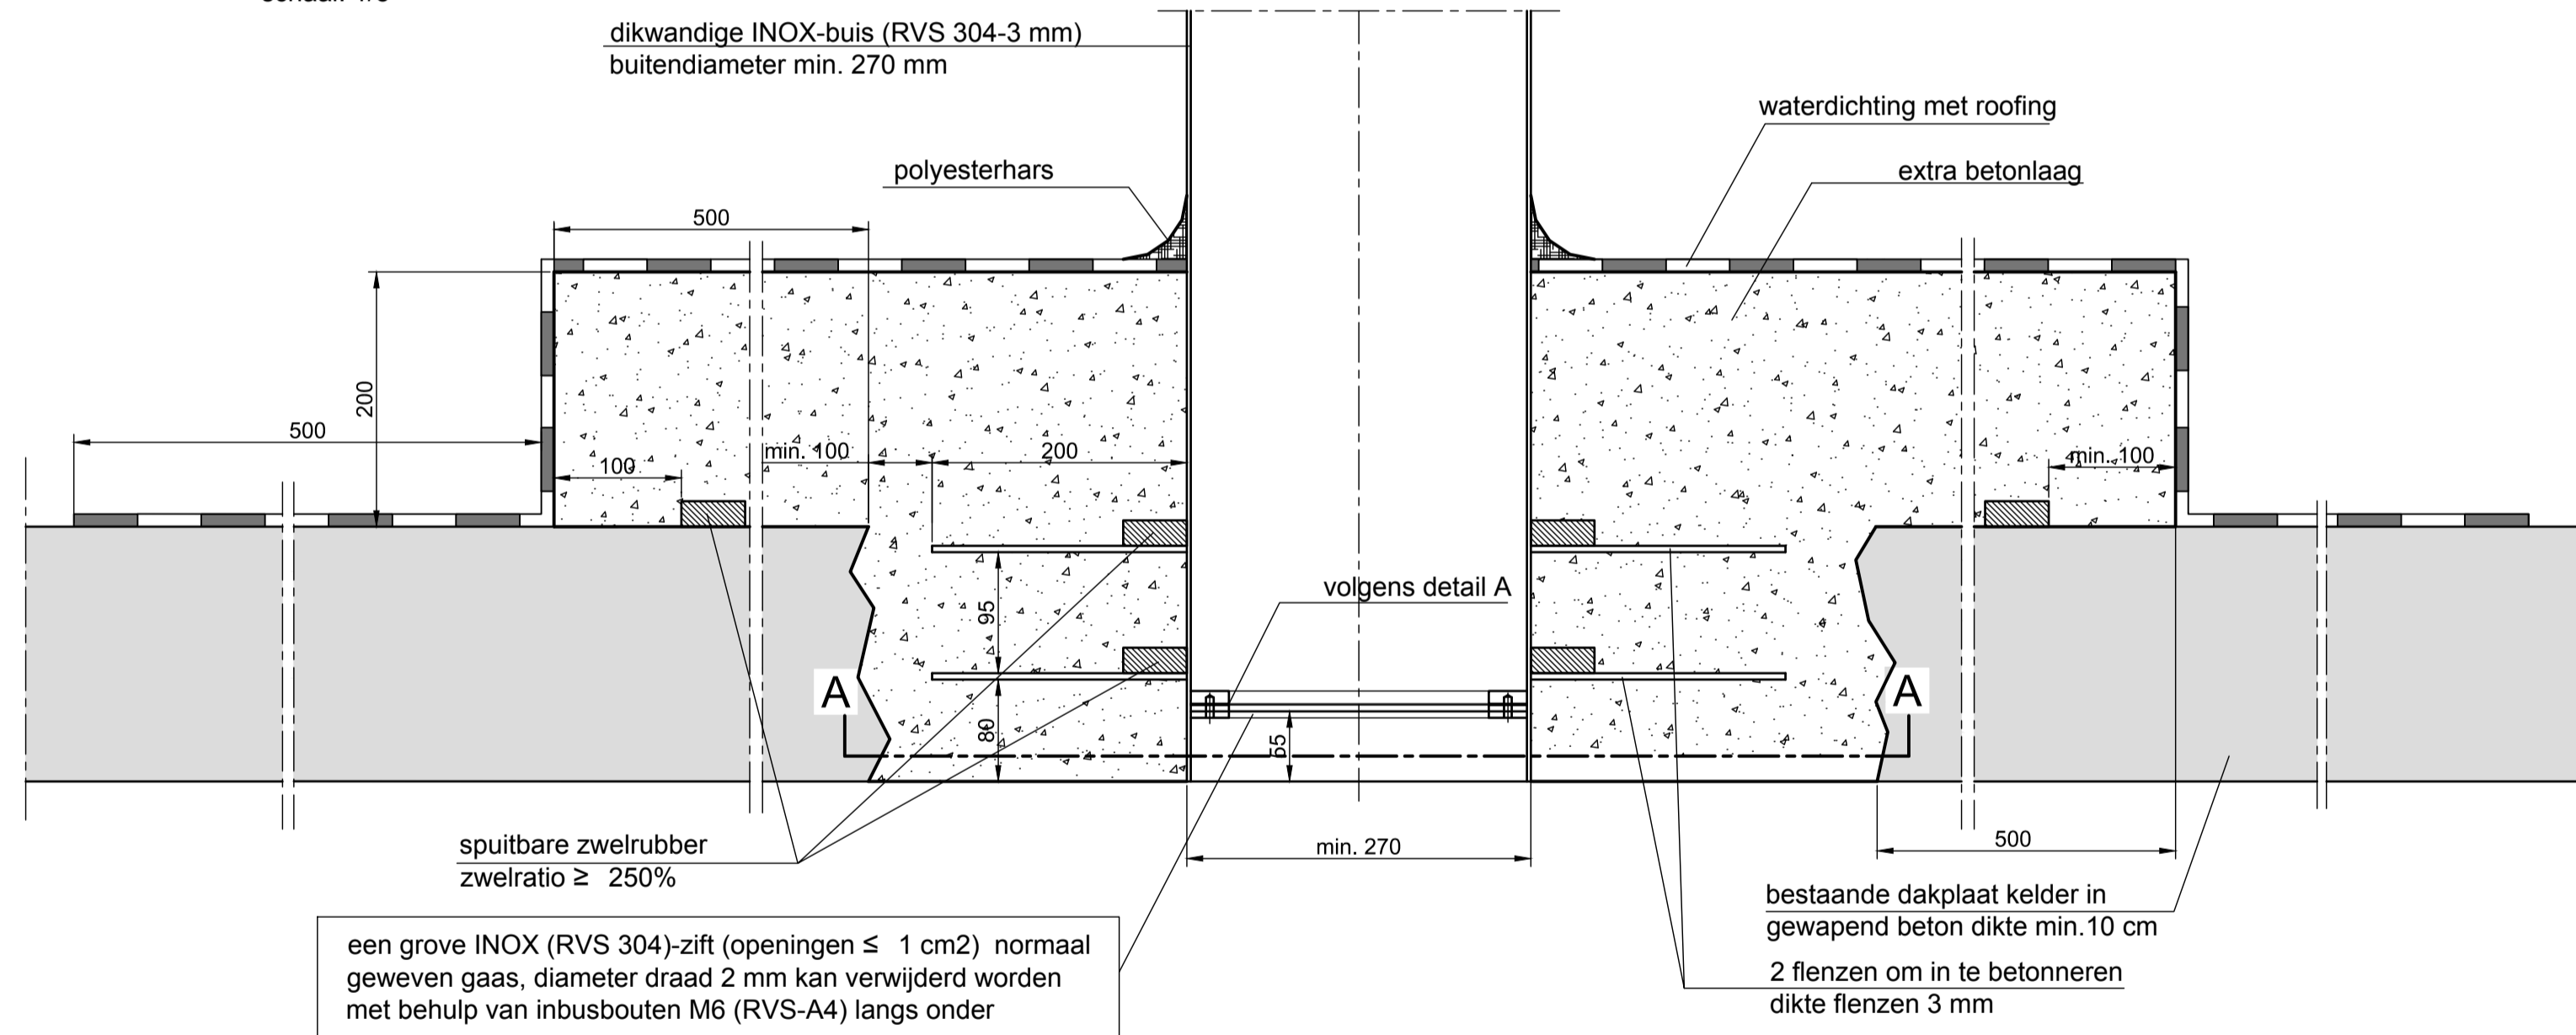 dikwandige INOX-buis (RVS 304-3 mm)
buitendiameter min. 270 mm
waterdichting met roofing
polyesterhars
extra betonlaag
500
200
500
min. 100
200
100
min. 100
volgens detail A
95
A
A
80
55
spuitbare zwelrubber
zwelratio ≥ 250%
min. 270
500
bestaande dakplaat kelder in
gewapend beton dikte min.10 cm
een grove INOX (RVS 304)-zift (openingen ≤ 1 cm2) normaal
geweven gaas, diameter draad 2 mm kan verwijderd worden
met behulp van inbusbouten M6 (RVS-A4) langs onder
2 flenzen om in te betonneren
dikte flenzen 3 mm